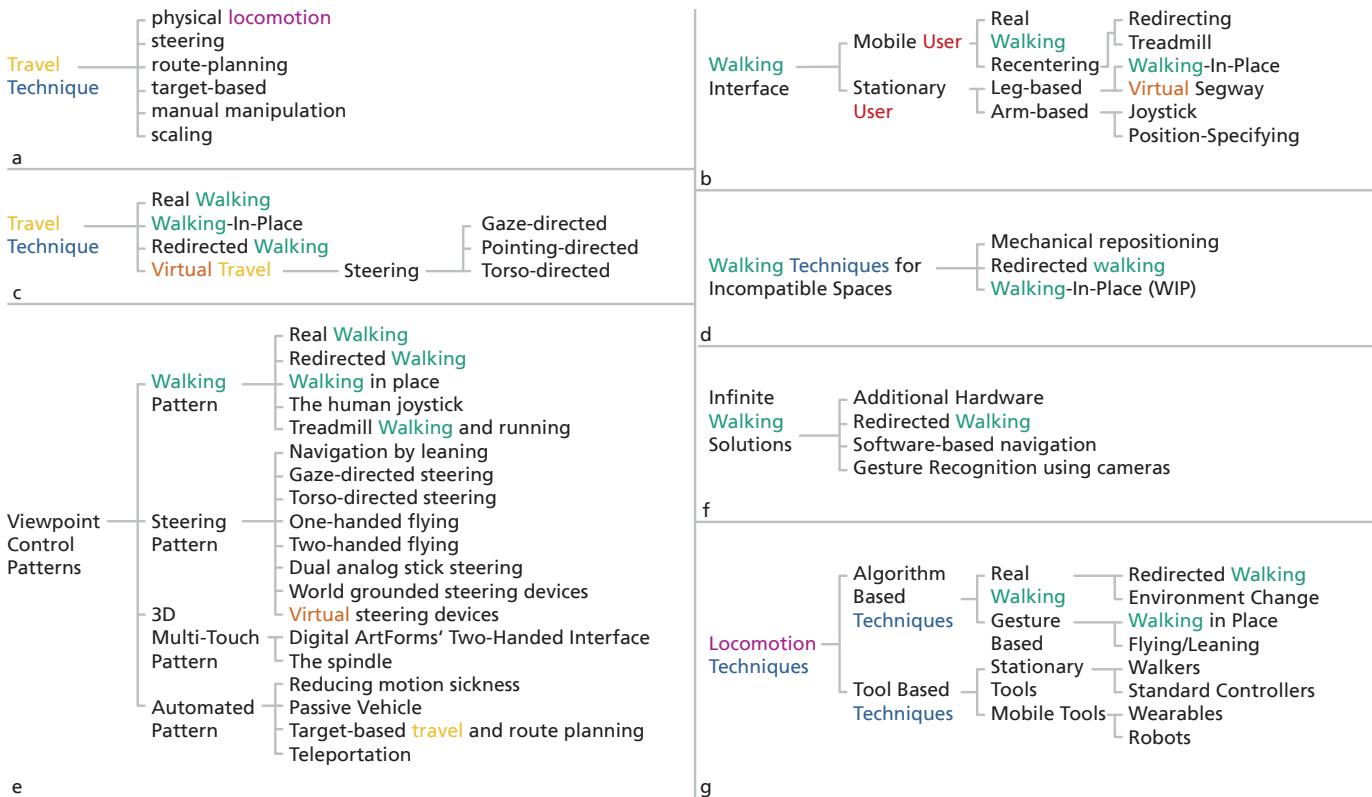 Travel
Technique
physical locomotion
steering
route-planning
target-based
manual manipulation
scaling
a
Walking
Interface
Mobile User
Stationary
User
Real
Walking
Recentering
Leg-based
Arm-based
Redirecting
Treadmill
Walking-In-Place
Virtual Segway
Joystick
Position-Specifying
b
Travel
Technique
Real Walking
Walking-In-Place
Redirected Walking
Virtual Travel
Steering
Gaze-directed
Pointing-directed
Torso-directed
c
Walking Techniques for
Incompatible Spaces
Mechanical repositioning
Redirected walking
Walking-In-Place (WIP)
d
Viewpoint
Control
Patterns
Walking
Pattern
Real Walking
Redirected Walking
Walking in place
The human joystick
Treadmill Walking and running
Steering
Pattern
Navigation by leaning
Gaze-directed steering
Torso-directed steering
One-handed flying
Two-handed flying
Dual analog stick steering
World grounded steering devices
Virtual steering devices
3D
Multi-Touch
Pattern
Digital ArtForms‘ Two-Handed Interface
The spindle
Automated
Pattern
Reducing motion sickness
Passive Vehicle
Target-based travel and route planning
Teleportation
e
Infinite
Walking
Solutions
Additional Hardware
Redirected Walking
Software-based navigation
Gesture Recognition using cameras
f
Locomotion
Techniques
Algorithm
Based
Techniques
Real
Walking
Gesture
Based
Redirected Walking
Environment Change
Walking in Place
Flying/Leaning
Tool Based
Techniques
Stationary
Tools
Mobile Tools
Walkers
Standard Controllers
Wearables
Robots
g